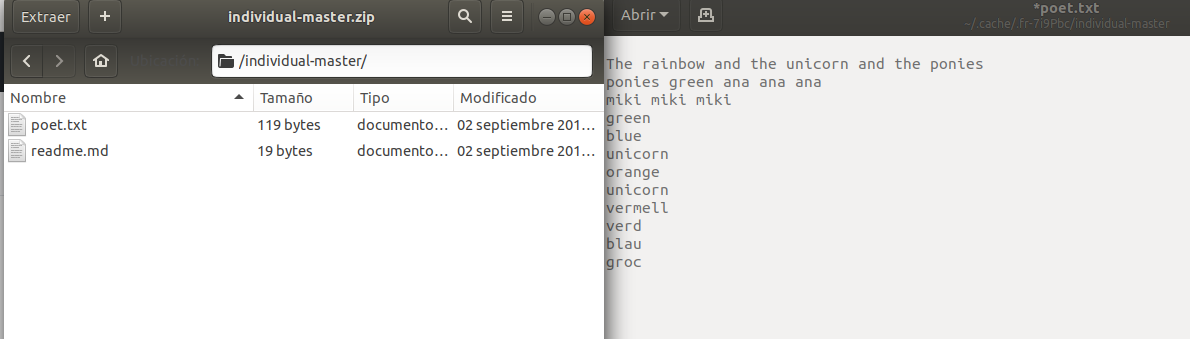 Extraer
individual-master.zip
Ubicación:
/individual-master/
Nombre Tamaño Tipo Modificado
poet.txt 119 bytes documento… 02 septiembre 201…
readme.md 19 bytes documento… 02 septiembre 201…
Abrir
*poet.txt
~/.cache/.fr-7i9Pbc/individual-master
The rainbow and the unicorn and the ponies
ponies green ana ana ana
miki miki miki
green
blue
unicorn
orange
unicorn
vermell
verd
blau
groc